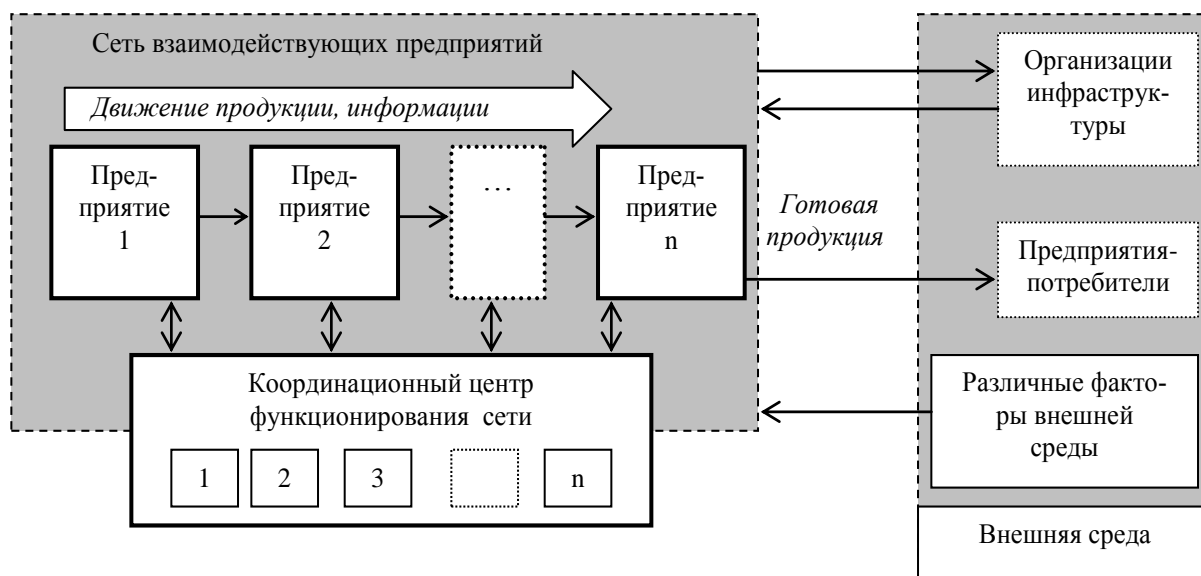 Сеть взаимодействующих предприятий
Движение продукции, информации
Пред-
приятие
1
Пред-
приятие
2
...
Пред-
приятие
n
Готовая
продукция
Координационный центр
функционирования сети
1
2
3
n
Организации
инфраструк-
туры
Предприятия-
потребители
Различные факто-
ры внешней
среды
Внешняя среда